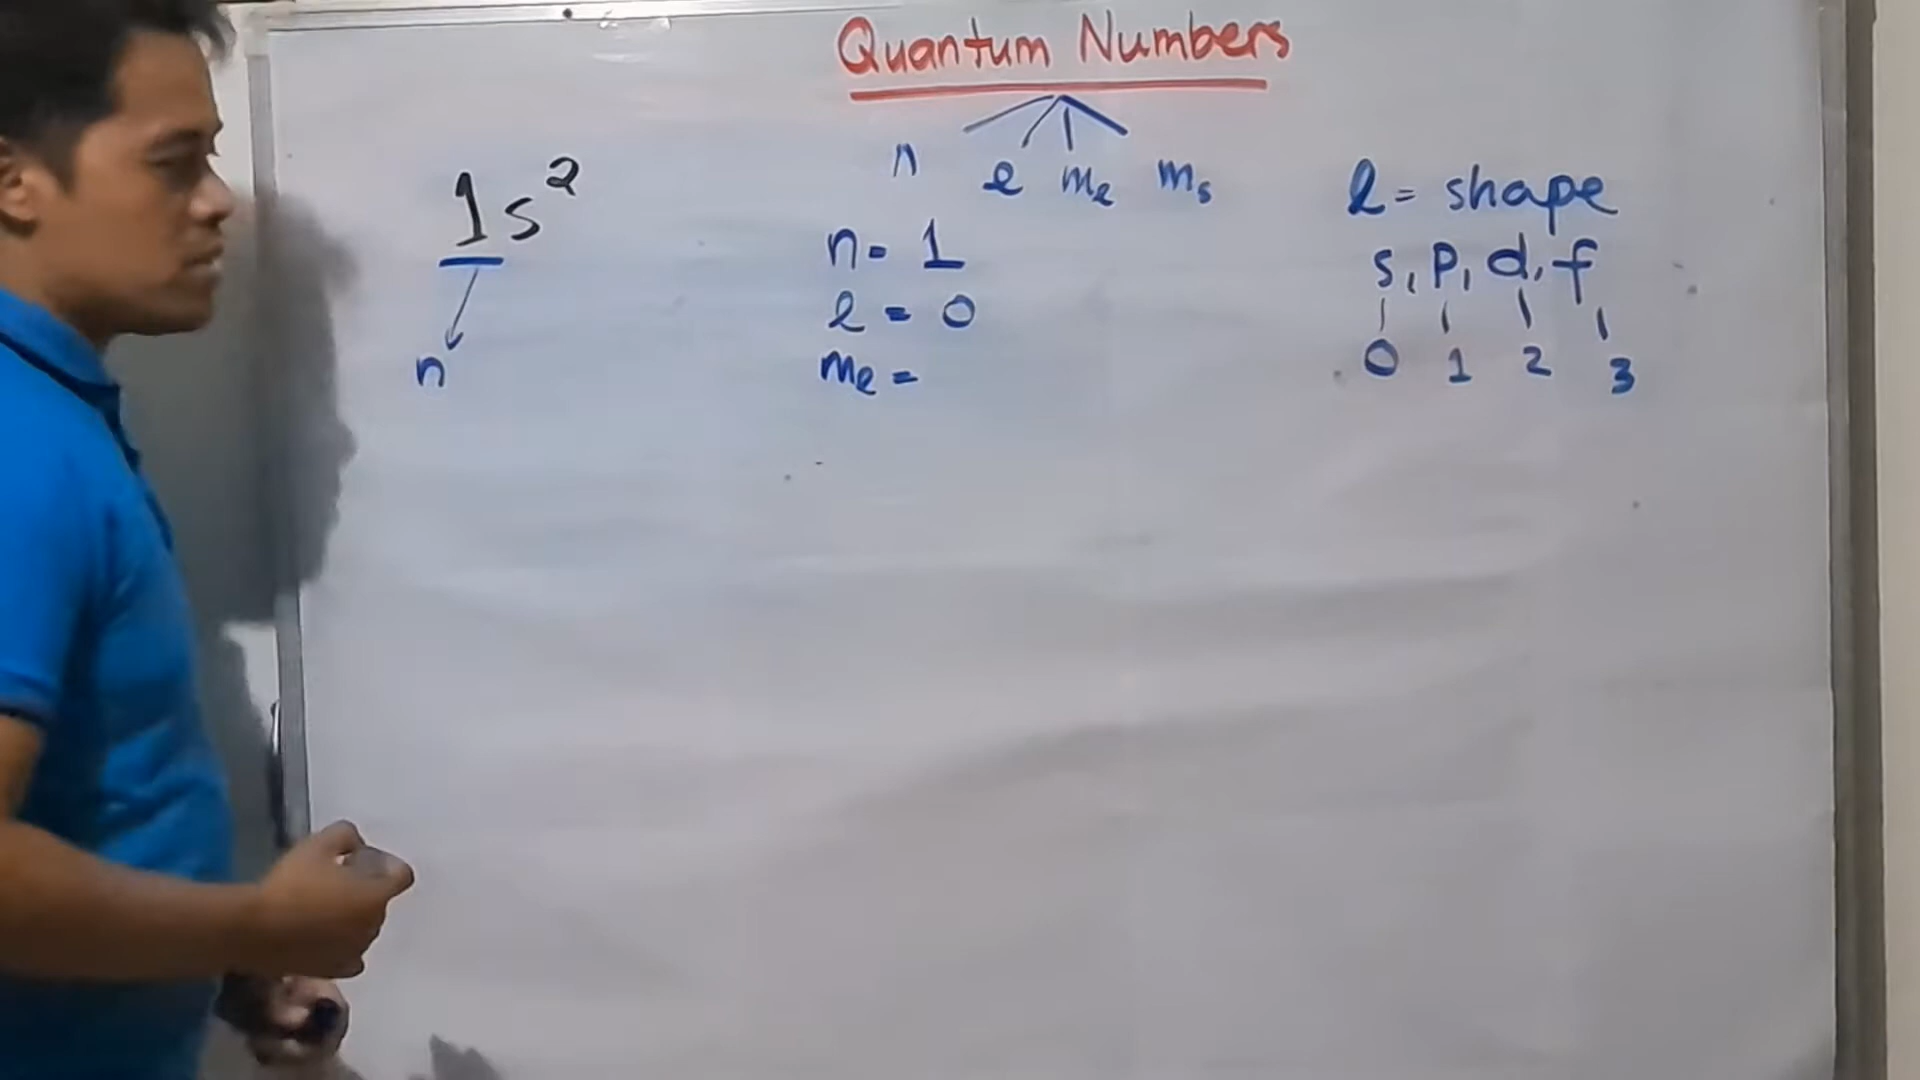 Quantum Numbers
n l mₗ mₛ
1s²
n
n = 1
l = 0
mₗ =
l = shape
s, p, d, f
0 1 2 3